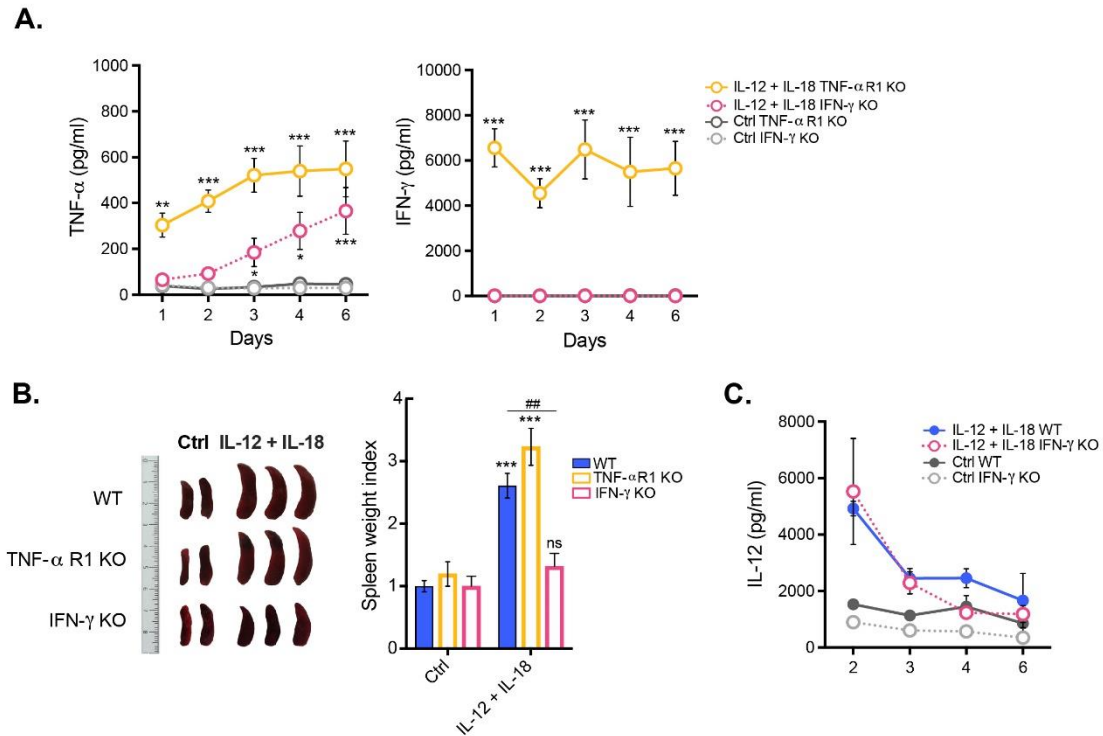 A.
TNF-α (pg/ml)
1000
800
600
400
200
0
** *** *** *** ***
* * ***
1 2 3 4 6
Days
IFN-γ (pg/ml)
10000
8000
6000
4000
2000
0
*** *** *** *** ***
1 2 3 4 6
Days
IL-12 + IL-18 TNF-α R1 KO
IL-12 + IL-18 IFN-γ KO
Ctrl TNF-α R1 KO
Ctrl IFN-γ KO
B.
Ctrl IL-12 + IL-18
WT
TNF-α R1 KO
IFN-γ KO
Spleen weight index
4
3
2
1
0
##
***
***
ns
WT
TNF-αR1 KO
IFN-γ KO
Ctrl
IL-12 + IL-18
C.
IL-12 (pg/ml)
8000
6000
4000
2000
0
2 3 4 6
IL-12 + IL-18 WT
IL-12 + IL-18 IFN-γ KO
Ctrl WT
Ctrl IFN-γ KO